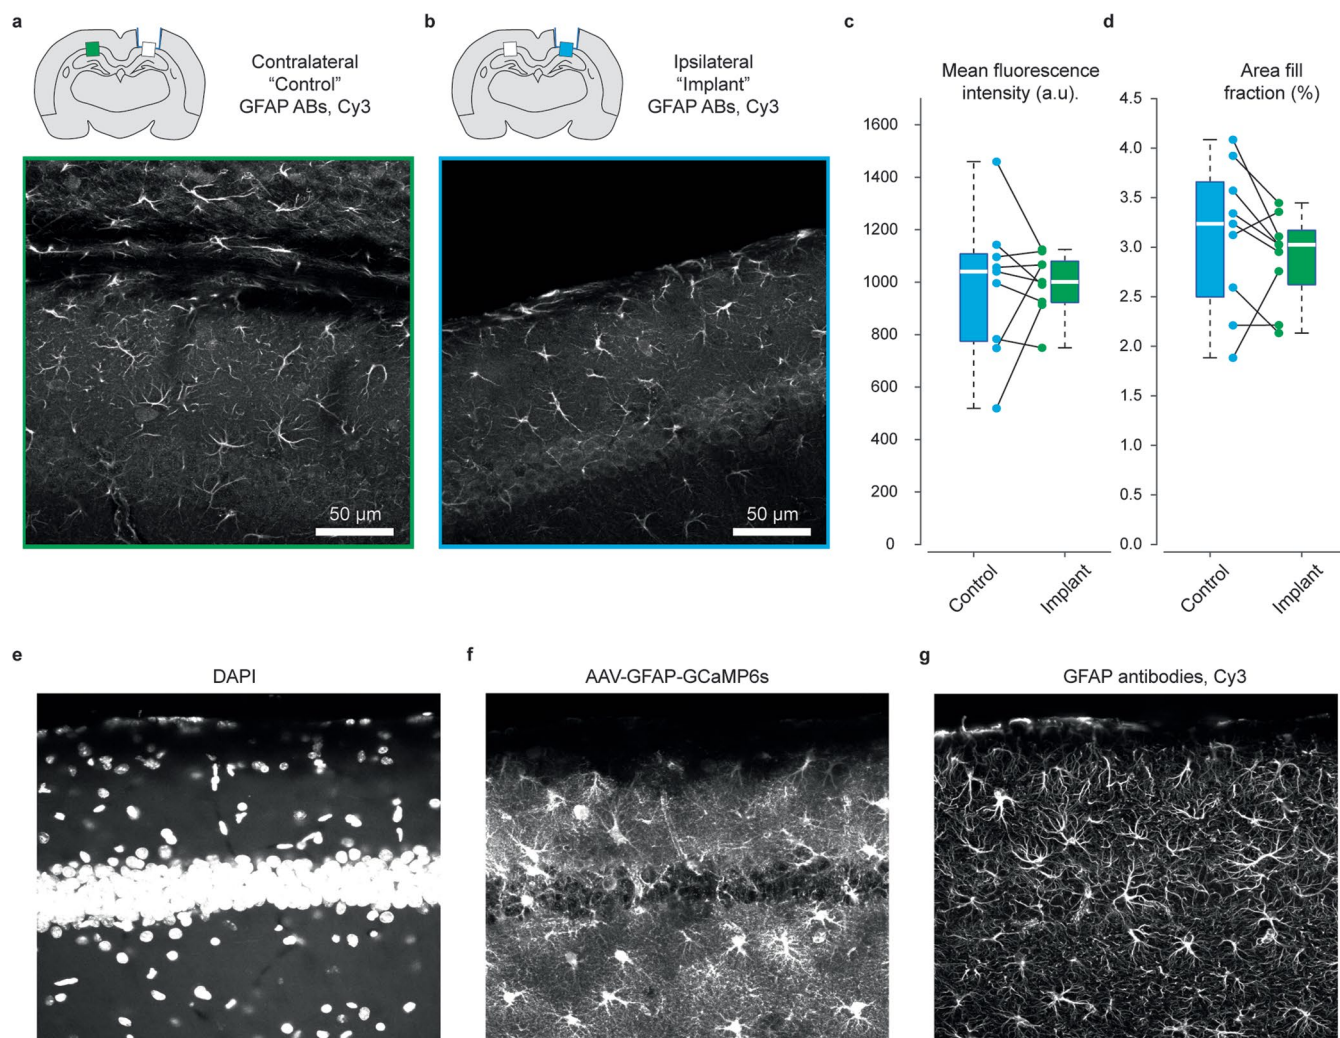 a
Contralateral
“Control”
GFAP ABs, Cy3
50 µm
b
Ipsilateral
“Implant”
GFAP ABs, Cy3
50 µm
c
Mean fluorescence
intensity (a.u).
1600
1400
1200
1000
800
600
400
200
0
Control
Implant
d
Area fill
fraction (%)
4.5
4.0
3.5
3.0
2.5
2.0
1.5
1.0
0.5
0.0
Control
Implant
e
DAPI
f
AAV-GFAP-GCaMP6s
g
GFAP antibodies, Cy3